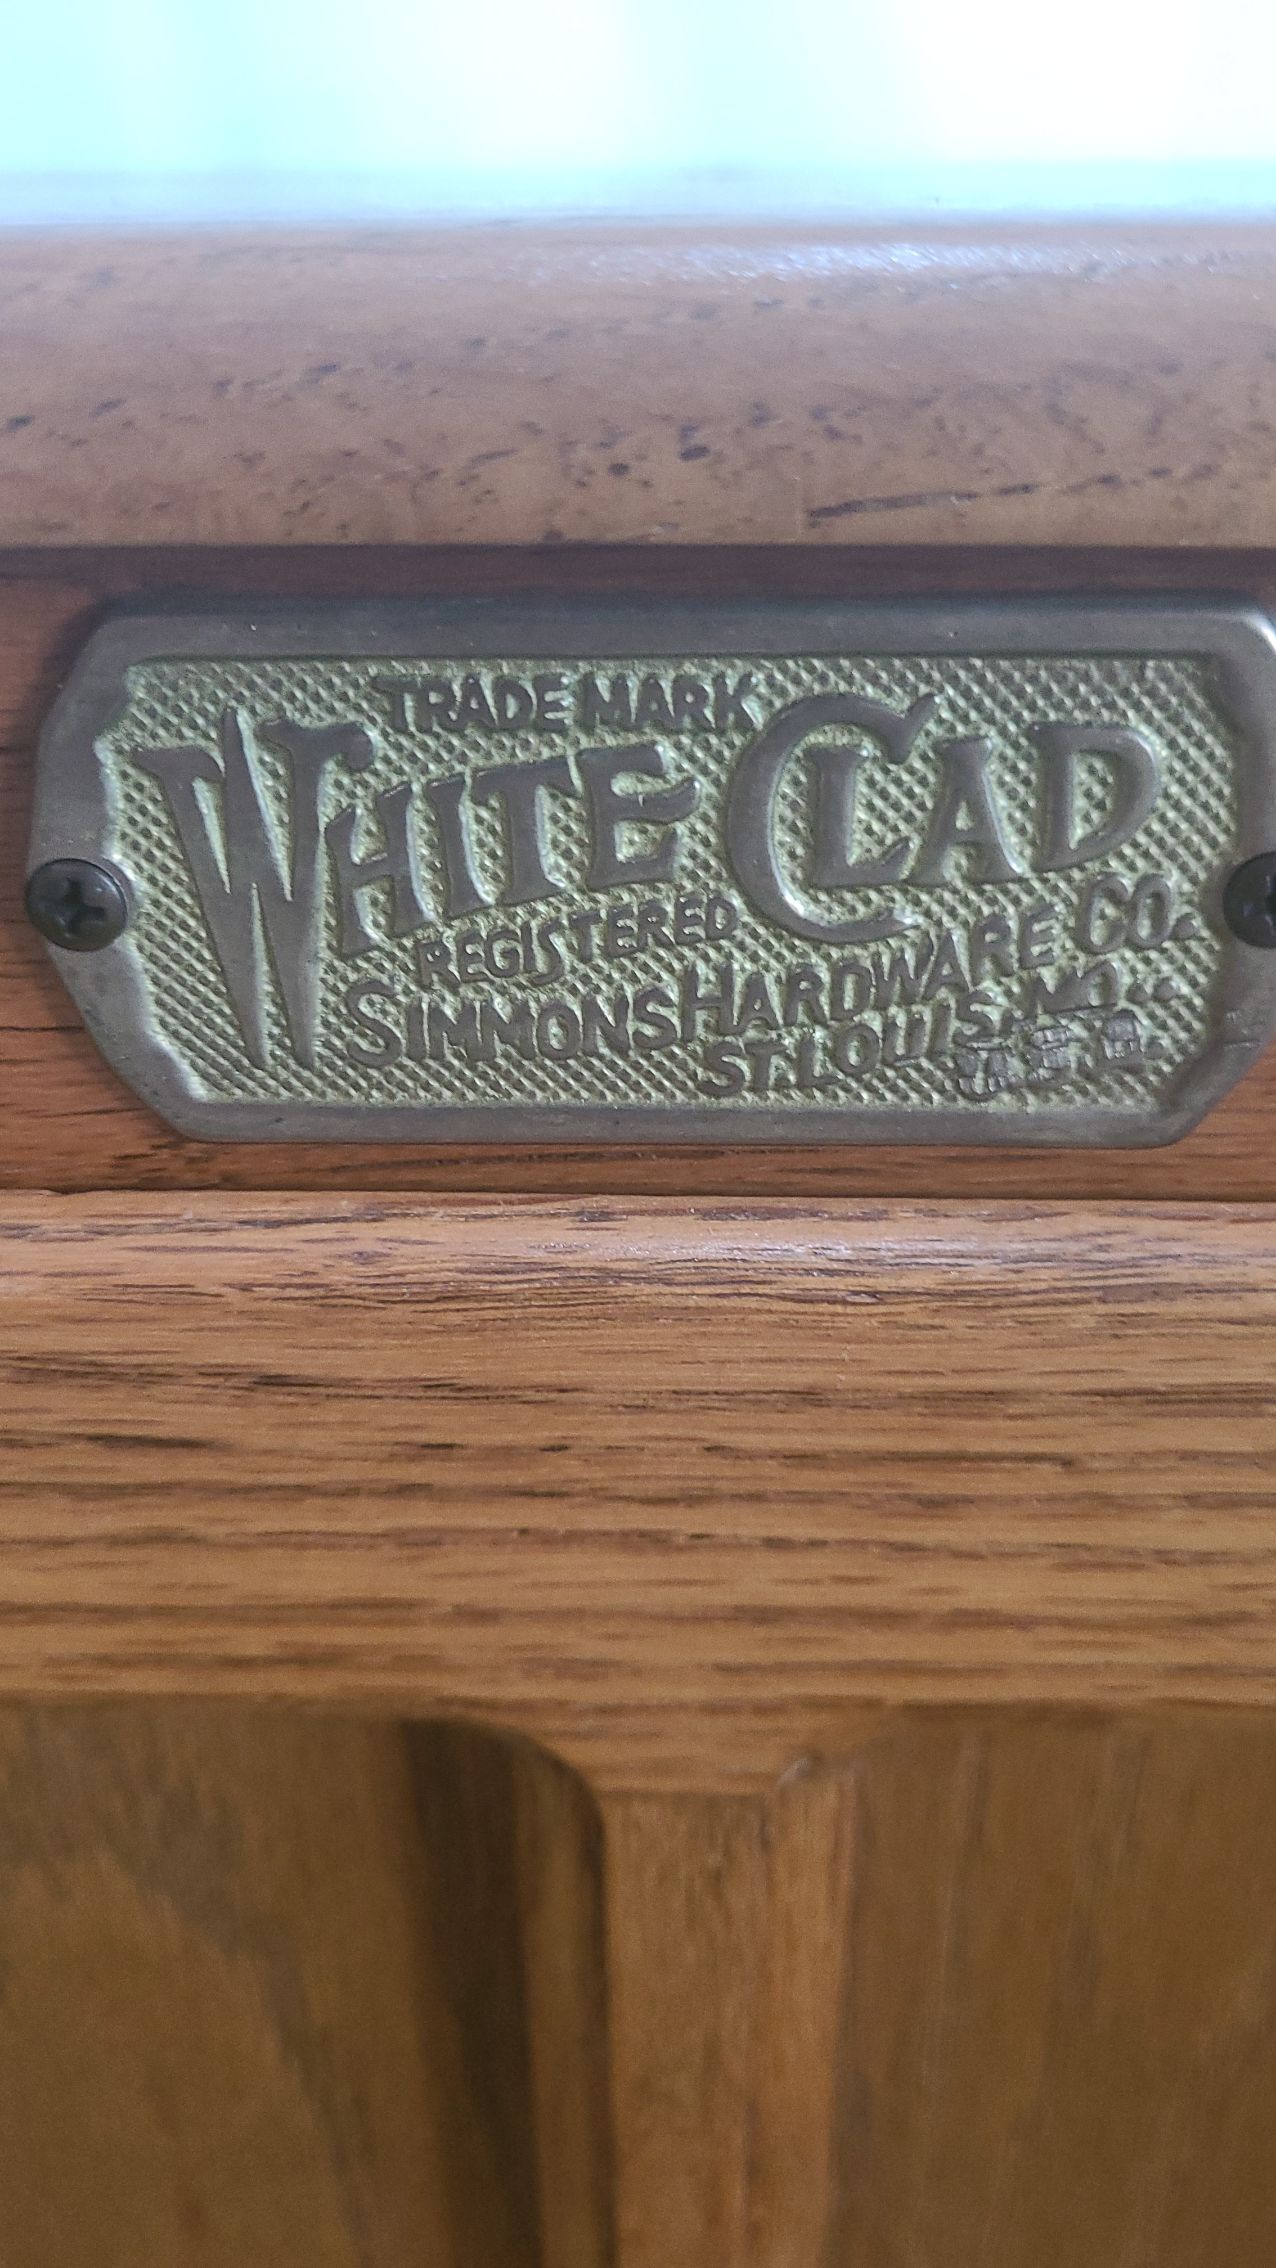 TRADE MARK
WHITE CLAD
REGISTERED
SIMMONS HARDWARE CO.
ST. LOUIS, MO..
U.S.A.